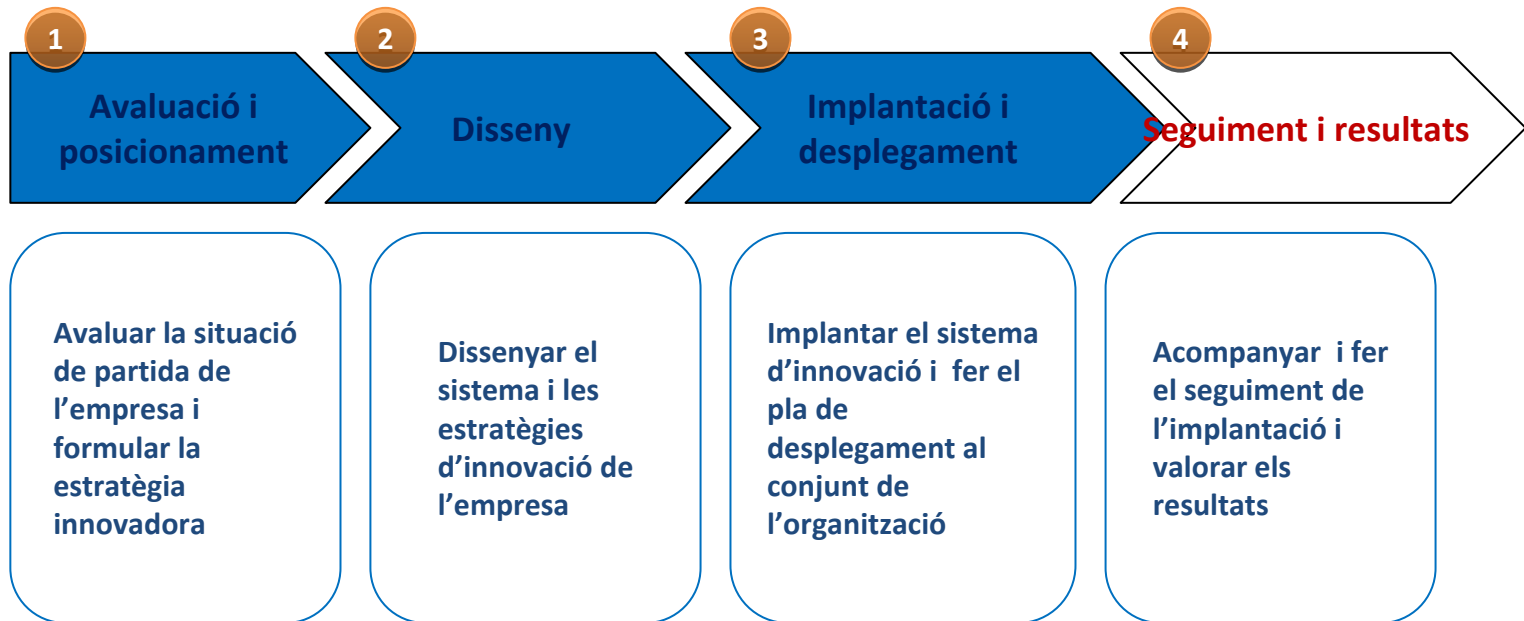 1
Avaluació i
posicionament
2
Disseny
3
Implantació i
desplegament
4
Seguiment i resultats
Avaluar la situació
de partida de
l’empresa i
formular la
estratègia
innovadora
Dissenyar el
sistema i les
estratègies
d’innovació de
l’empresa
Implantar el sistema
d’innovació i  fer el
pla de
desplegament al
conjunt de
l’organització
Acompanyar  i fer
el seguiment de
l’implantació i
valorar els
resultats